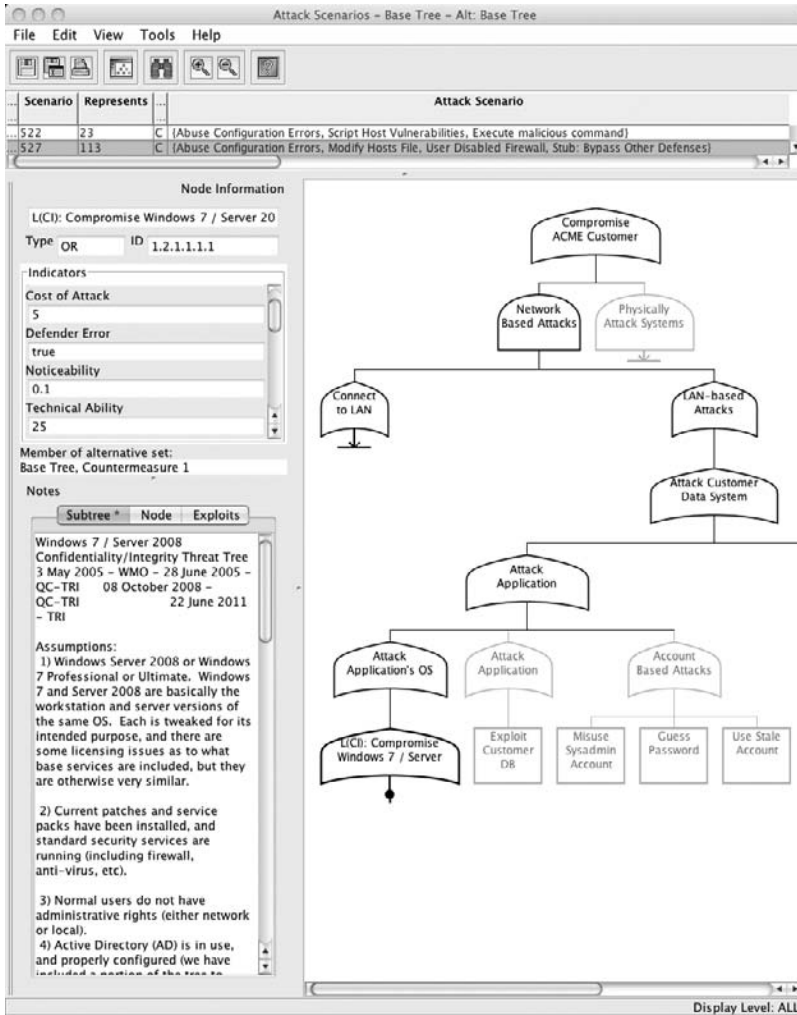 Attack Scenarios – Base Tree – Alt: Base Tree
File Edit View Tools Help
... Scenario Represents ... Attack Scenario
... 522 23 C {Abuse Configuration Errors, Script Host Vulnerabilities, Execute malicious command}
... 527 113 C {Abuse Configuration Errors, Modify Hosts File, User Disabled Firewall, Stub: Bypass Other Defenses}
Node Information
L(CI): Compromise Windows 7 / Server 20
Type OR ID 1.2.1.1.1.1
Indicators
Cost of Attack
5
Defender Error
true
Noticeability
0.1
Technical Ability
25
Member of alternative set:
Base Tree, Countermeasure 1
Notes
Subtree * Node Exploits
Windows 7 / Server 2008
Confidentiality/Integrity Threat Tree
3 May 2005 – WMO – 28 June 2005 –
QC–TRI 08 October 2008 –
QC–TRI 22 June 2011
– TRI
Assumptions:
1) Windows Server 2008 or Windows
7 Professional or Ultimate. Windows
7 and Server 2008 are basically the
workstation and server versions of
the same OS. Each is tweaked for its
intended purpose, and there are
some licensing issues as to what
base services are included, but they
are otherwise very similar.
2) Current patches and service
packs have been installed, and
standard security services are
running (including firewall,
anti–virus, etc).
3) Normal users do not have
administrative rights (either network
or local).
4) Active Directory (AD) is in use,
and properly configured (we have
included a portion of the tree to
Compromise
ACME Customer
Network
Based Attacks
Physically
Attack Systems
Connect
to LAN
LAN–based
Attacks
Attack Customer
Data System
Attack
Application
Attack
Application's OS
Attack
Application
Account
Based Attacks
L(CI): Compromise
Windows 7 / Server
Exploit
Customer
DB
Misuse
Sysadmin
Account
Guess
Password
Use Stale
Account
Display Level: ALL